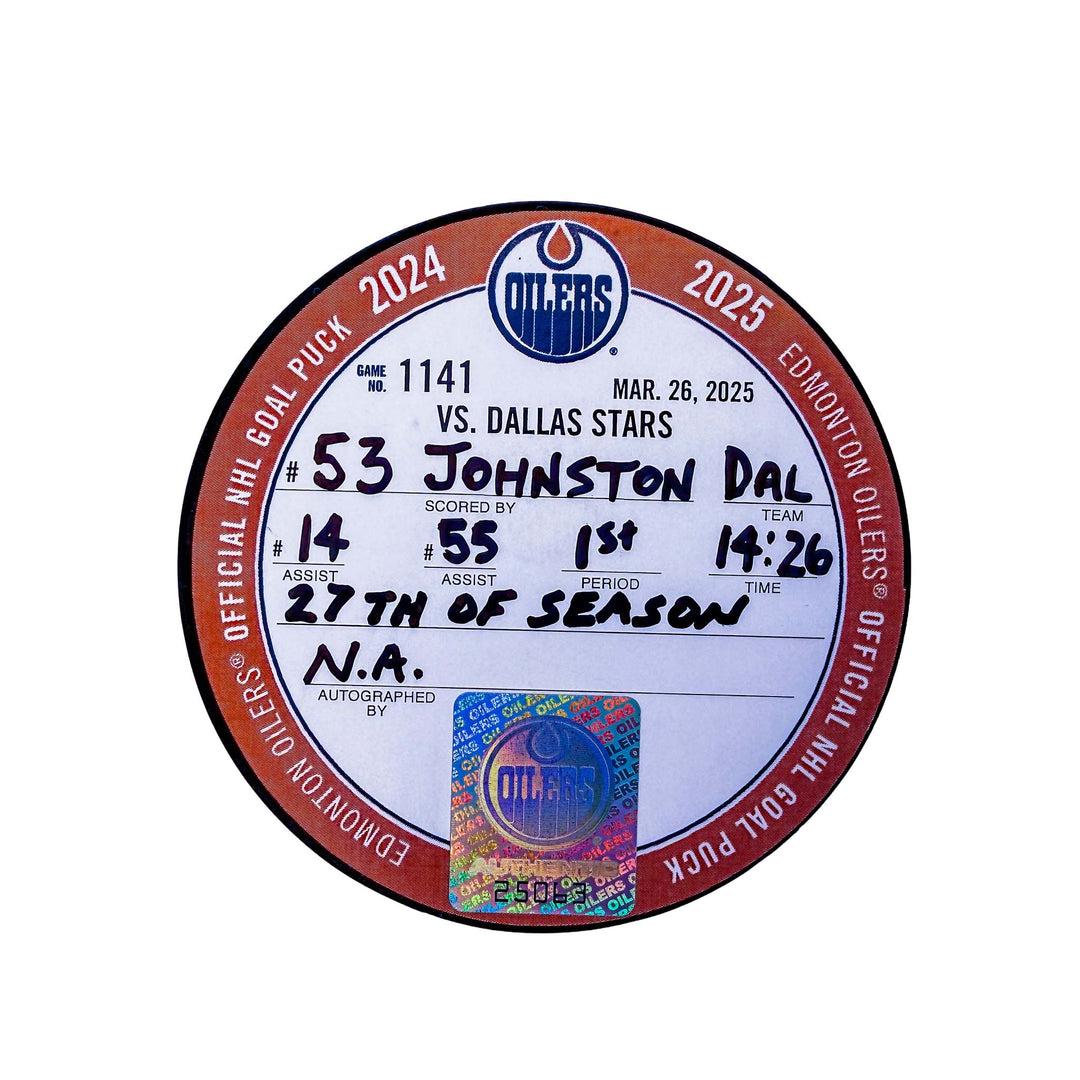 2024
2025
OILERS
EDMONTON OILERS® OFFICIAL NHL GOAL PUCK
EDMONTON OILERS® OFFICIAL NHL GOAL PUCK
GAME NO. 1141
MAR. 26, 2025
VS. DALLAS STARS
# 53 JOHNSTON DAL
SCORED BY TEAM
# 14 # 55 1st 14:26
ASSIST ASSIST PERIOD TIME
27TH OF SEASON
N.A.
AUTOGRAPHED
BY
OILERS
AUTHENTIC
25063